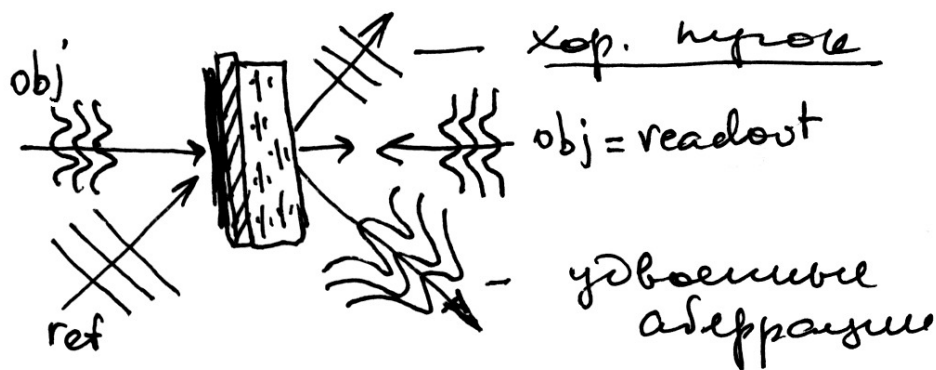 obj
ref
— хор. пучок
obj = readout
– удвоенные
аберрации